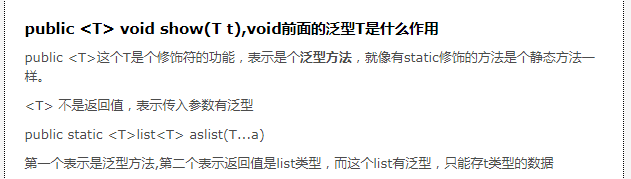 public <T> void show(T t),void前面的泛型T是什么作用
public <T>这个T是个修饰符的功能，表示是个泛型方法，就像有static修饰的方法是个静态方法一
样。
<T> 不是返回值，表示传入参数有泛型
public static <T>list<T> aslist(T...a)
第一个表示是泛型方法,第二个表示返回值是list类型，而这个list有泛型，只能存t类型的数据